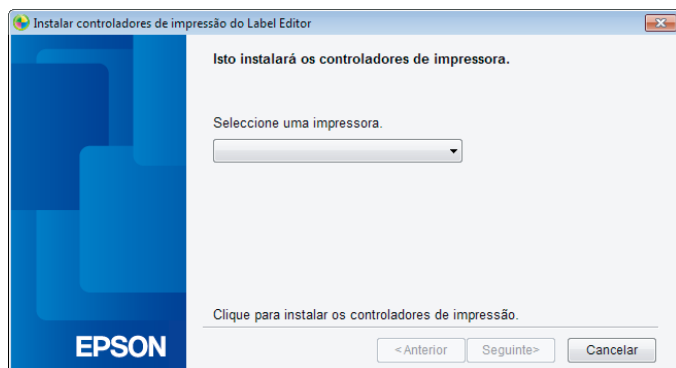 Instalar controladores de impressão do Label Editor
Isto instalará os controladores de impressora.
Seleccione uma impressora.
Clique para instalar os controladores de impressão.
EPSON
<Anterior
Seguinte>
Cancelar